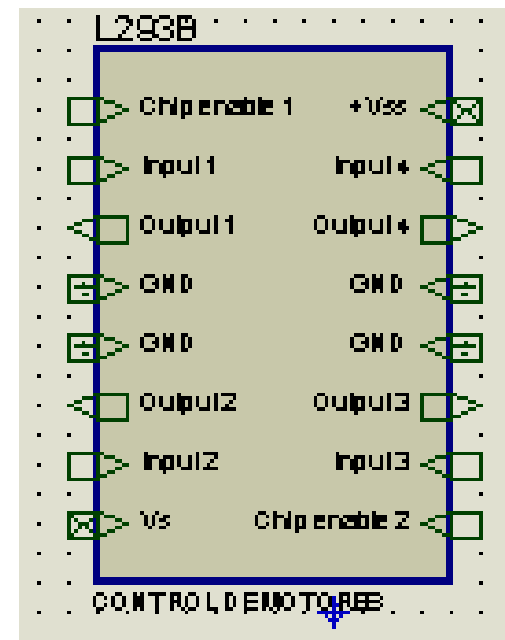 L293B
Chip enable 1 +Vss
Input 1 Input 4
Output 1 Output 4
GND GND
GND GND
Output 2 Output 3
Input 2 Input 3
Vs Chip enable 2
CONTROL DE MOTORES